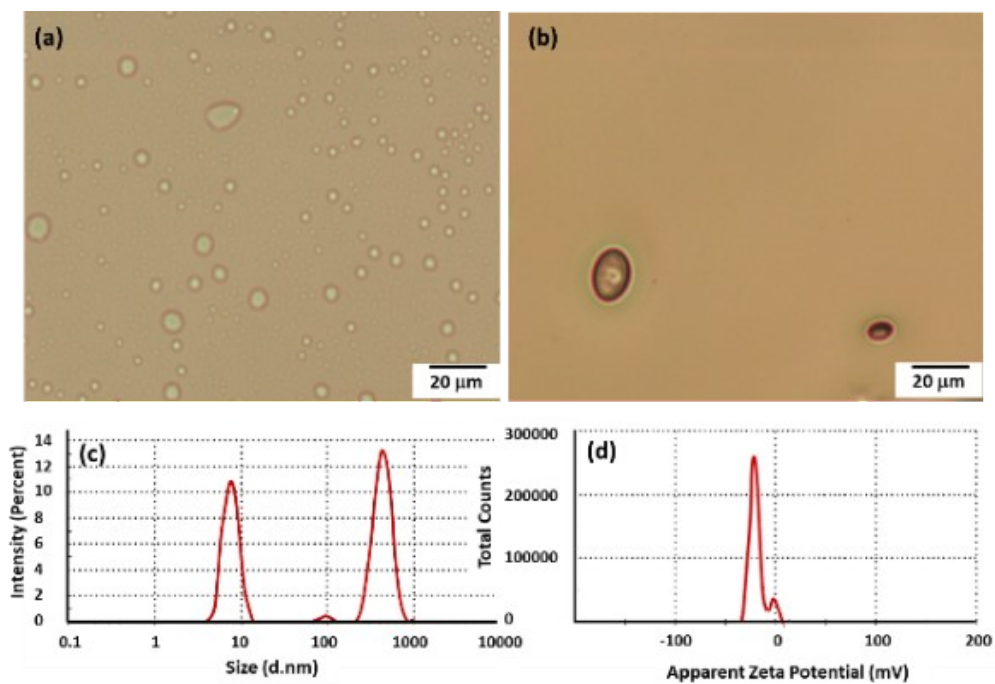 (a)
20 µm
(b)
20 µm
(c)
Intensity (Percent)
14
12
10
8
6
4
2
0
0.1 1 10 100 1000 10000
Size (d.nm)
(d)
Total Counts
300000
200000
100000
0
-100 0 100 200
Apparent Zeta Potential (mV)